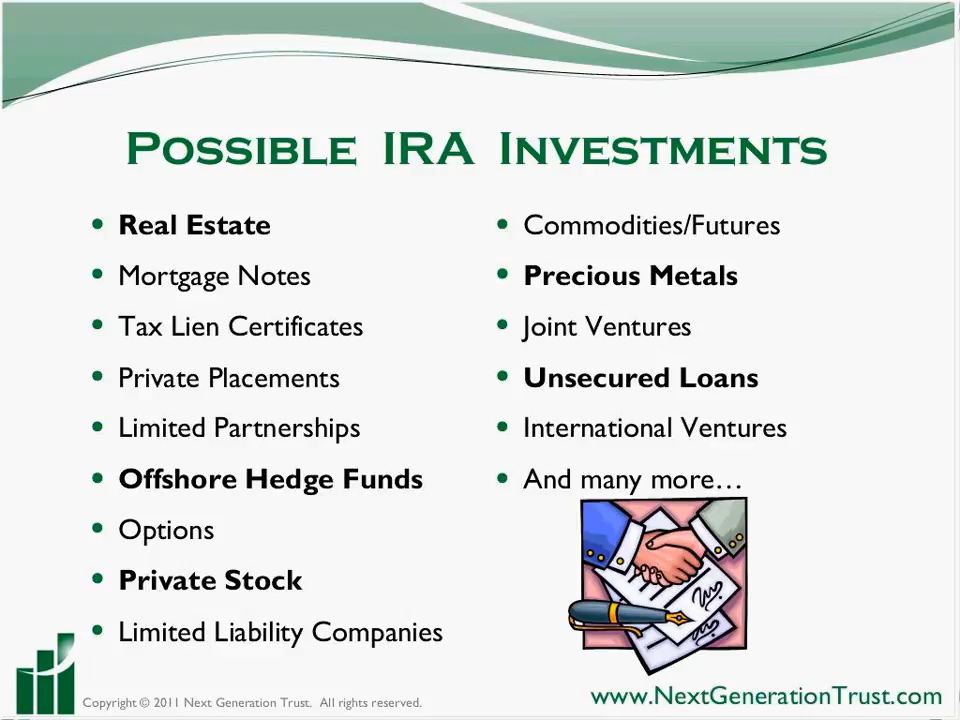 Possible IRA Investments
• Real Estate
• Mortgage Notes
• Tax Lien Certificates
• Private Placements
• Limited Partnerships
• Offshore Hedge Funds
• Options
• Private Stock
• Limited Liability Companies
• Commodities/Futures
• Precious Metals
• Joint Ventures
• Unsecured Loans
• International Ventures
• And many more…
Copyright © 2011 Next Generation Trust. All rights reserved.
www.NextGenerationTrust.com